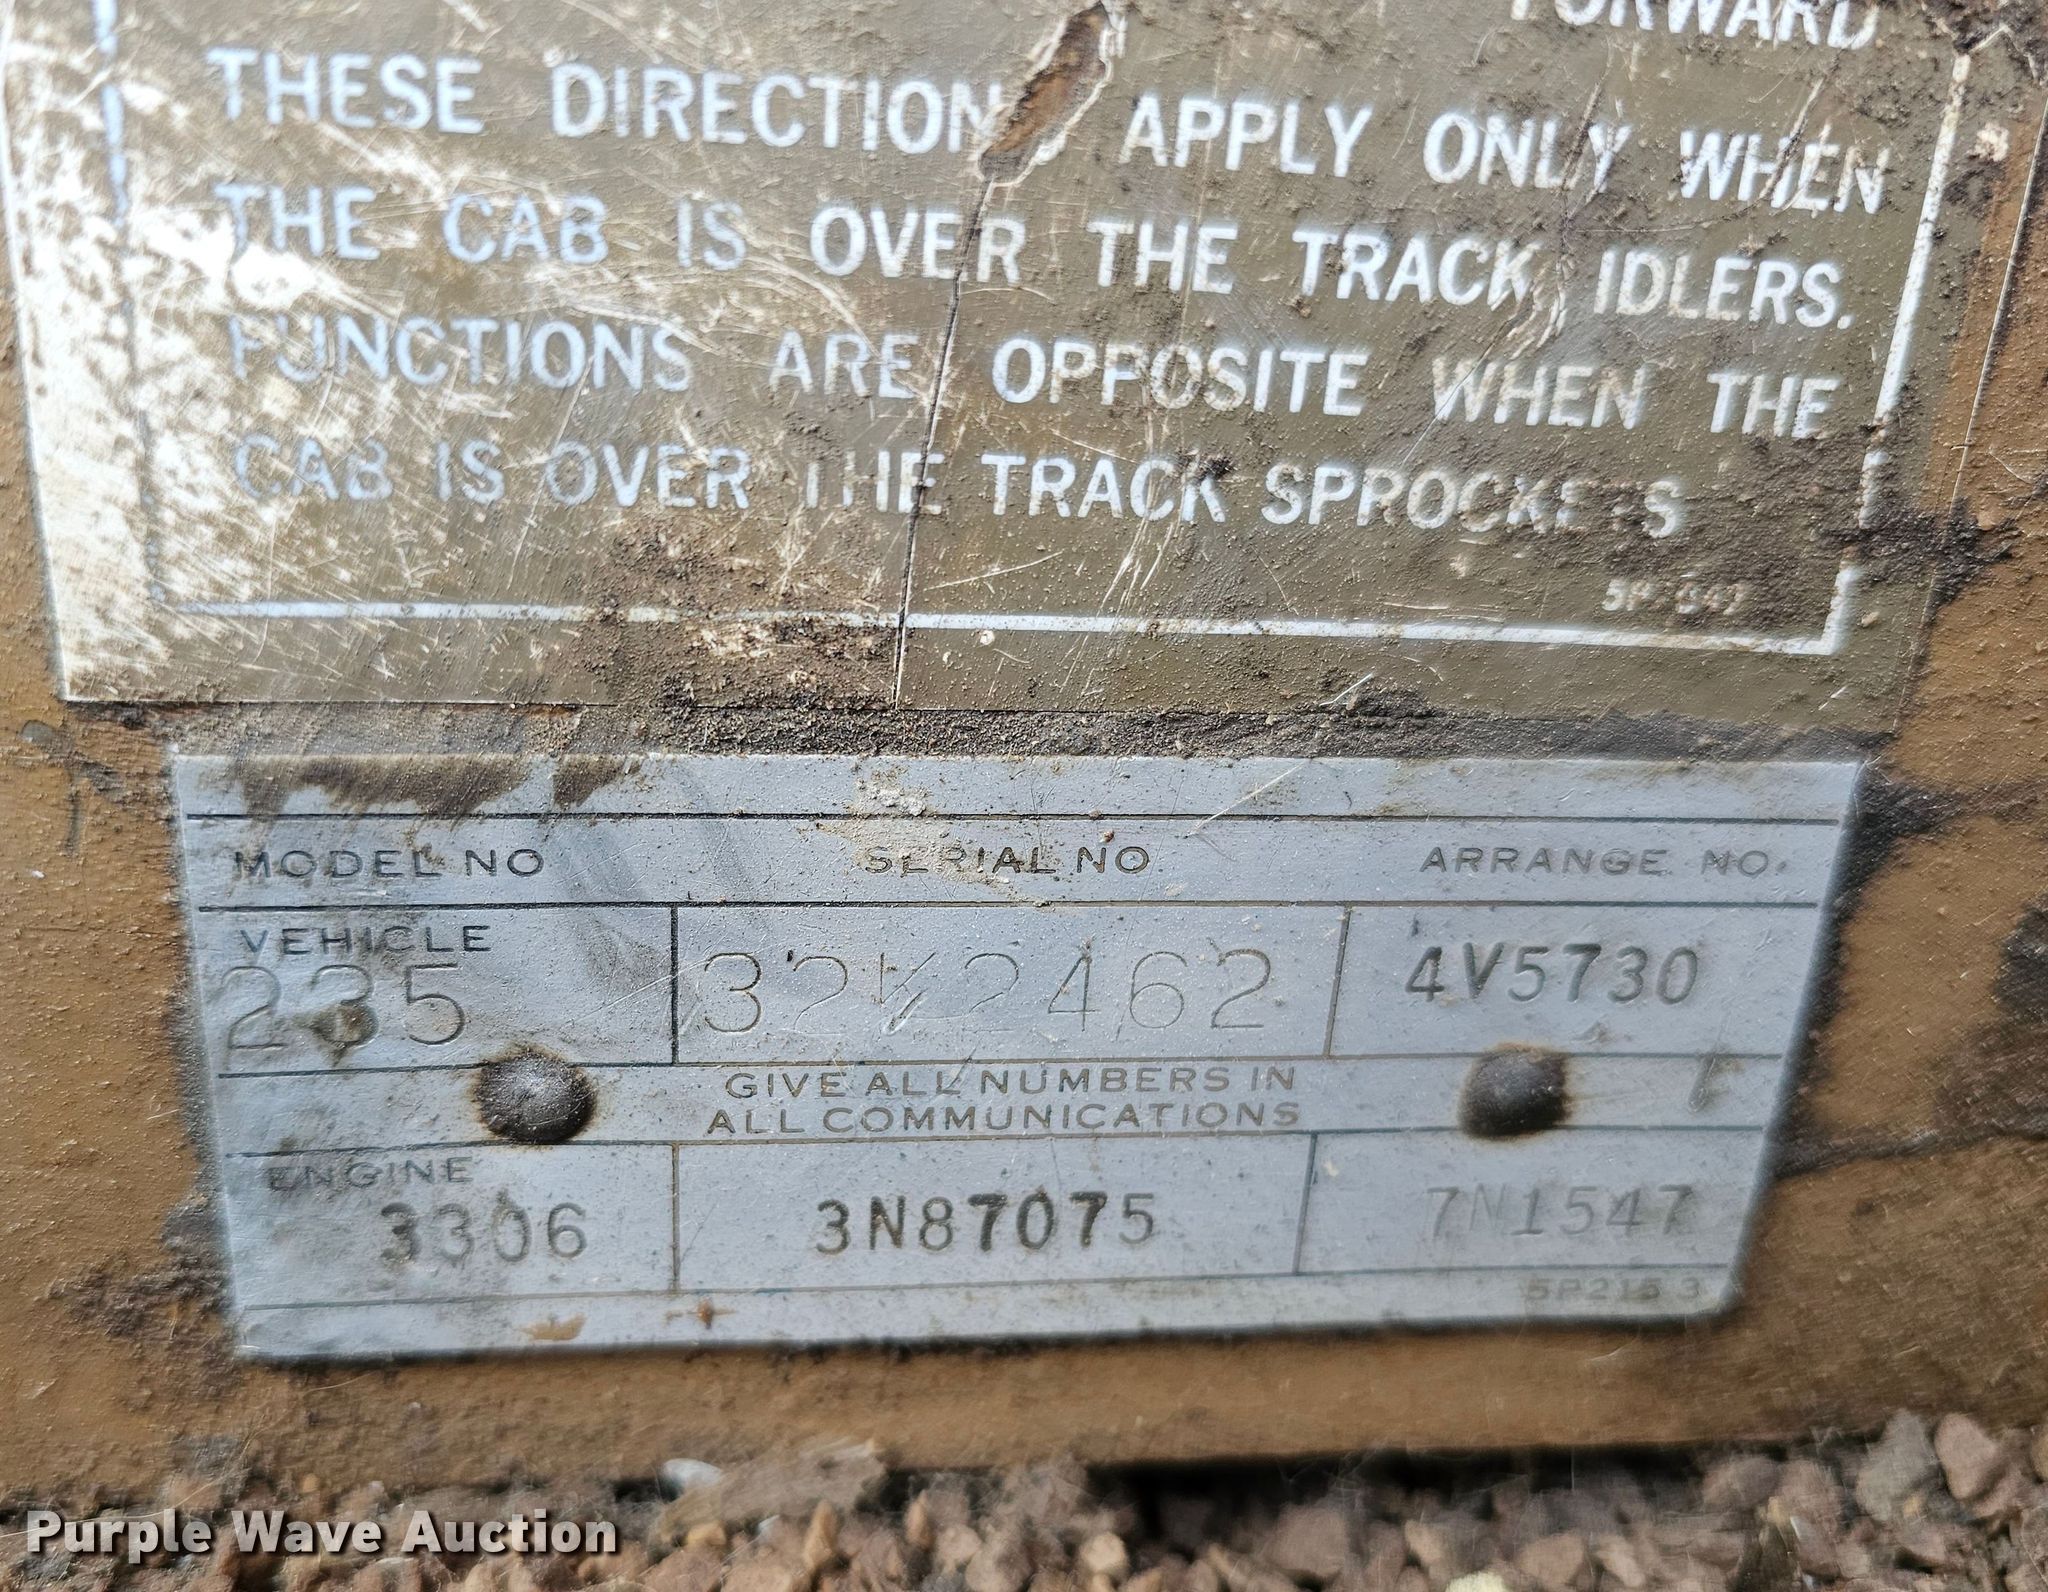 FORWARD
THESE DIRECTION APPLY ONLY WHEN
THE CAB IS OVER THE TRACK IDLERS.
FUNCTIONS ARE OPPOSITE WHEN THE
CAB IS OVER THE TRACK SPROCKETS
MODEL NO SERIAL NO. ARRANGE NO.
VEHICLE
235 32K2462 4V5730
GIVE ALL NUMBERS IN
ALL COMMUNICATIONS
ENGINE
3306 3N87075 7N1547
5P2153
Purple Wave Auction